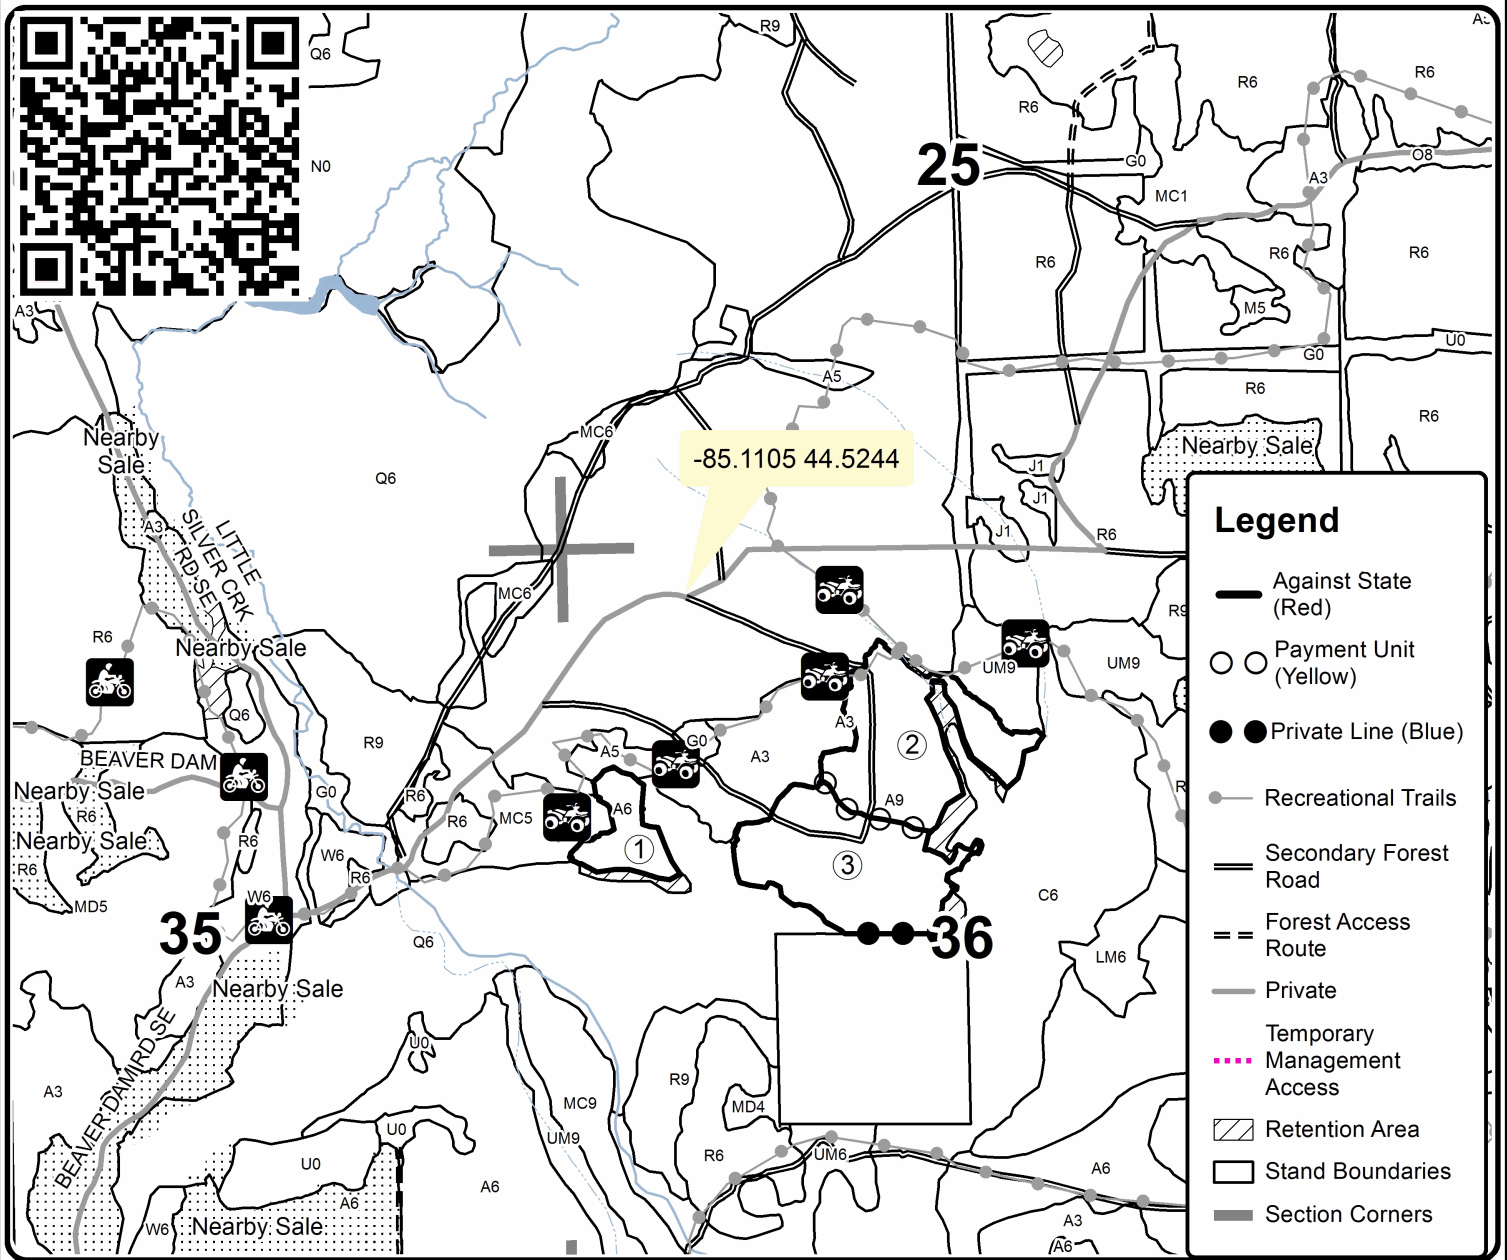 R9
A5
Q6
R6
R6
R6
25
G0
O8
N0
A3
MC1
R6
R6
R6
A3
M5
U0
G0
A5
R6
R6
Nearby
Sale
MC6
Nearby Sale
-85.1105 44.5244
J1
Q6
J1
A3
LITTLE
SILVER CRK
RD SE
J1
R6
MC6
R9
R6
Nearby Sale
UM9
UM9
Q6
A3
②
R9
G0
A5
A3
BEAVER DAM
Nearby Sale
G0
R6
A6
A9
R6
R6
MC5
R
Nearby Sale
R6
W6
①
③
R6
R6
W6
MD5
C6
35
Q6
36
LM6
A3
Nearby Sale
BEAVER DAM RD SE
U0
A3
R9
MC9
MD4
U0
UM9
U0
R6
UM6
A6
A6
A6
W6
Nearby Sale
A3
A6
Legend
Against State
(Red)
Payment Unit
(Yellow)
Private Line (Blue)
Recreational Trails
Secondary Forest
Road
Forest Access
Route
Private
Temporary
Management
Access
Retention Area
Stand Boundaries
Section Corners